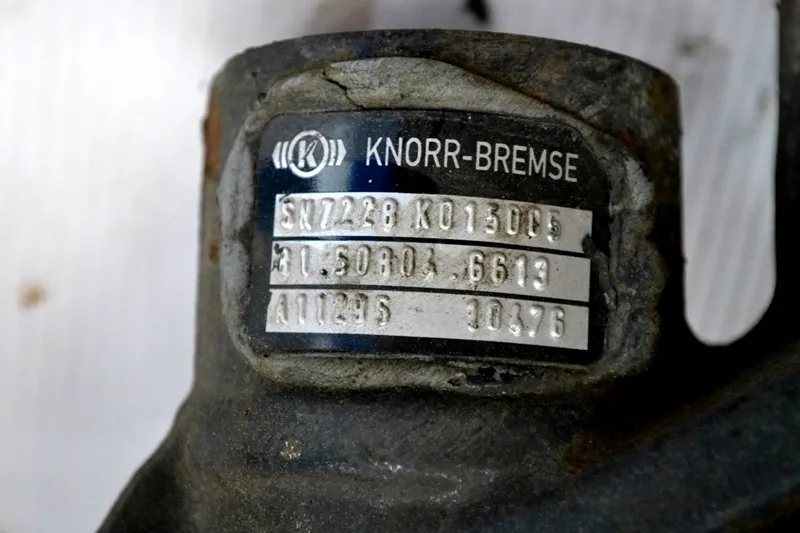 K KNORR-BREMSE
SN7228 K015005
81.50804.6613
A11295 10476